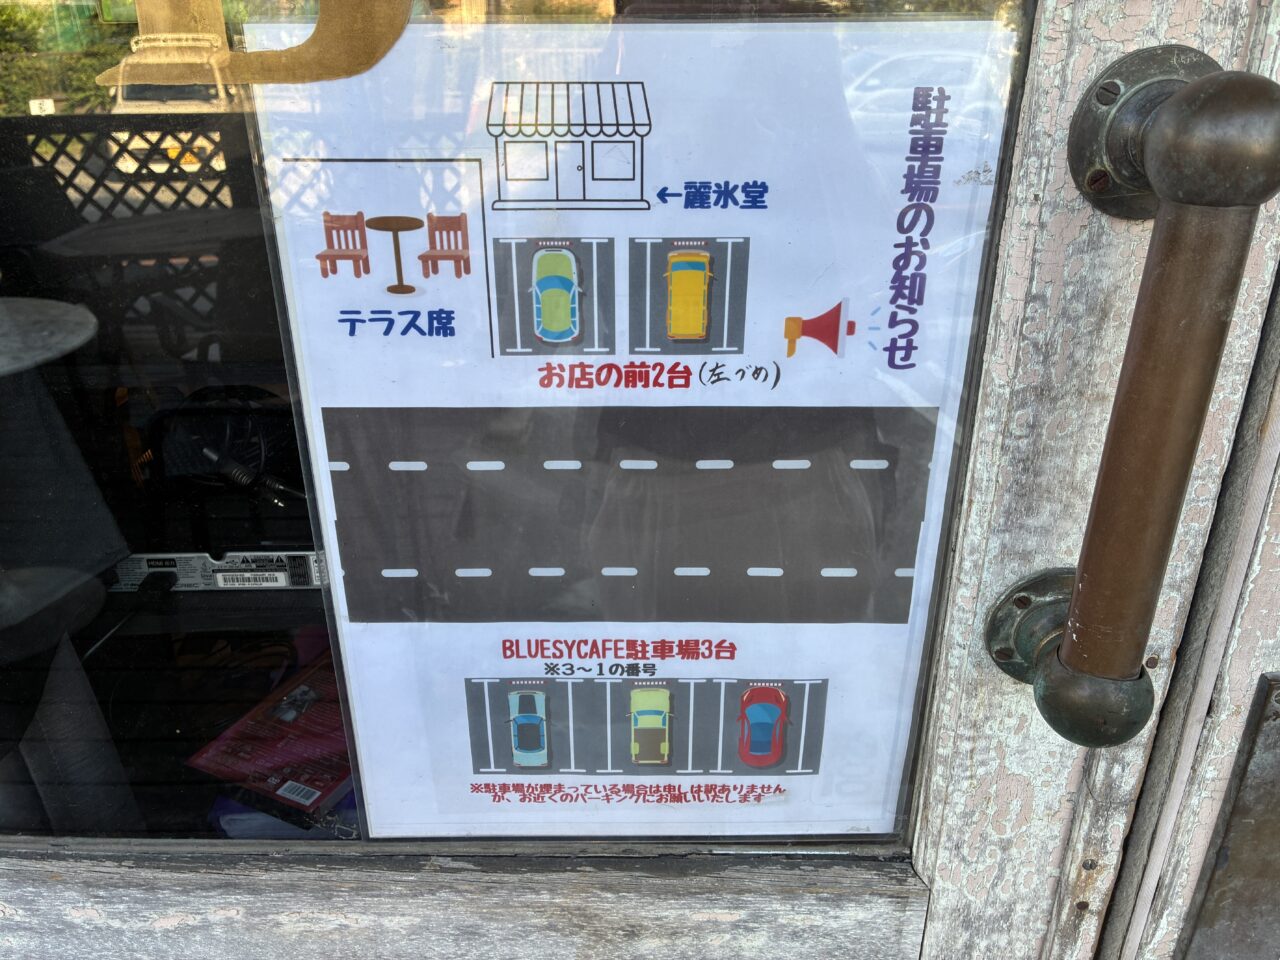 駐車場のお知らせ
←麗氷堂
テラス席
お店の前2台(左づめ)
BLUESYCAFE駐車場3台
※3～1の番号
※駐車場が埋まっている場合は申しは訳ありません
が、お近くのパーキングにお願いいたします